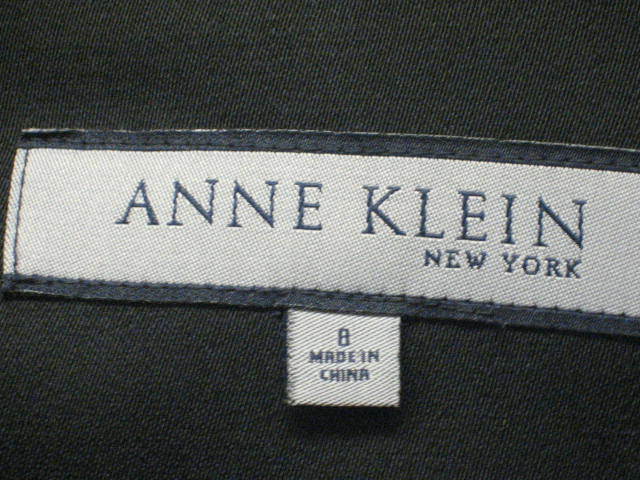 ANNE KLEIN
NEW YORK
8
MADE IN
CHINA